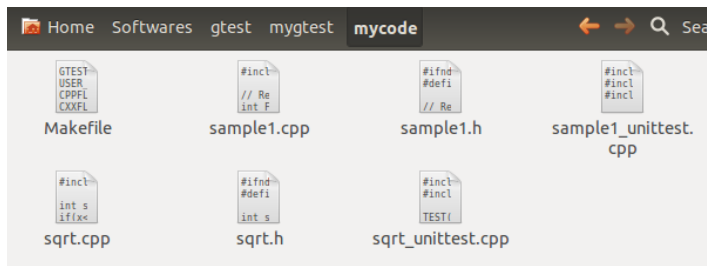 Home Softwares gtest mygtest mycode Sea
GTEST
USER_
CPPFL
CXXFL
Makefile
#incl
// Re
int F
sample1.cpp
#ifnd
#defi
// Re
sample1.h
#incl
#incl
#incl
sample1_unittest.
cpp
#incl
int s
if(x<
sqrt.cpp
#ifnd
#defi
int s
sqrt.h
#incl
#incl
TEST(
sqrt_unittest.cpp